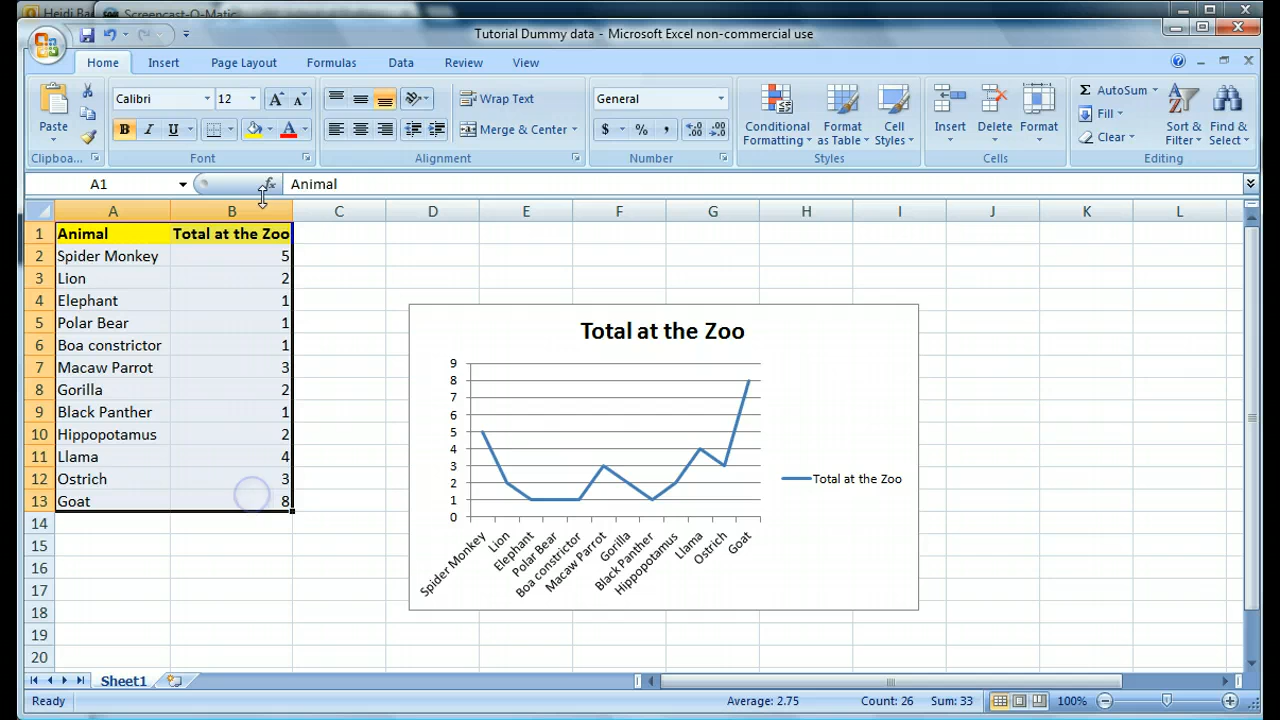 Heidi Ba
Screencast-O-Matic
Tutorial dummy data - Microsoft Excel non-commercial use
Home Insert Page Layout Formulas Data Review View
Paste
Calibri 12
B I U A
Wrap Text
Merge & Center
General
$ % ,
Conditional Formatting
Format as Table
Cell Styles
Insert
Delete
Format
Σ AutoSum
Fill
Clear
Sort & Filter
Find & Select
Clipboa... Font Alignment Number Styles Cells Editing
A1 fx Animal
A B C D E F G H I J K L
1 Animal Total at the Zoo
2 Spider Monkey 5
3 Lion 2
4 Elephant 1
5 Polar Bear 1
6 Boa constrictor 1
7 Macaw Parrot 3
8 Gorilla 2
9 Black Panther 1
10 Hippopotamus 2
11 Llama 4
12 Ostrich 3
13 Goat 8
14
15
16
17
18
19
20
Total at the Zoo
9
8
7
6
5
4
3
2
1
0
Spider Monkey
Lion
Elephant
Polar Bear
Boa constrictor
Macaw Parrot
Gorilla
Black Panther
Hippopotamus
Llama
Ostrich
Goat
Total at the Zoo
Sheet1
Ready Average: 2.75 Count: 26 Sum: 33 100%